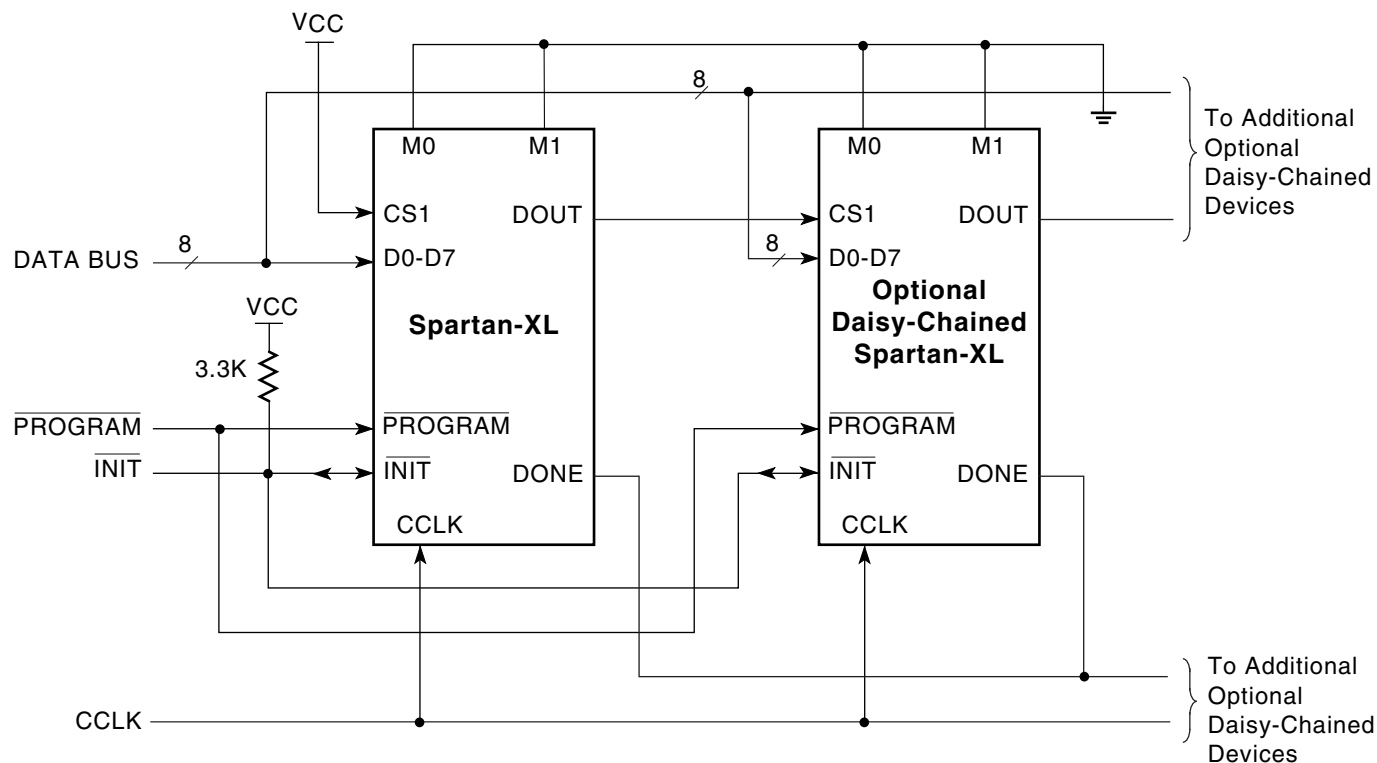 VCC
8
M0
M1
M0
M1
To Additional
Optional
Daisy-Chained
Devices
CS1
DOUT
CS1
DOUT
DATA BUS
8
D0-D7
8
D0-D7
VCC
3.3K
Spartan-XL
Optional
Daisy-Chained
Spartan-XL
PROGRAM
PROGRAM
PROGRAM
INIT
INIT
DONE
INIT
DONE
CCLK
CCLK
CCLK
To Additional
Optional
Daisy-Chained
Devices